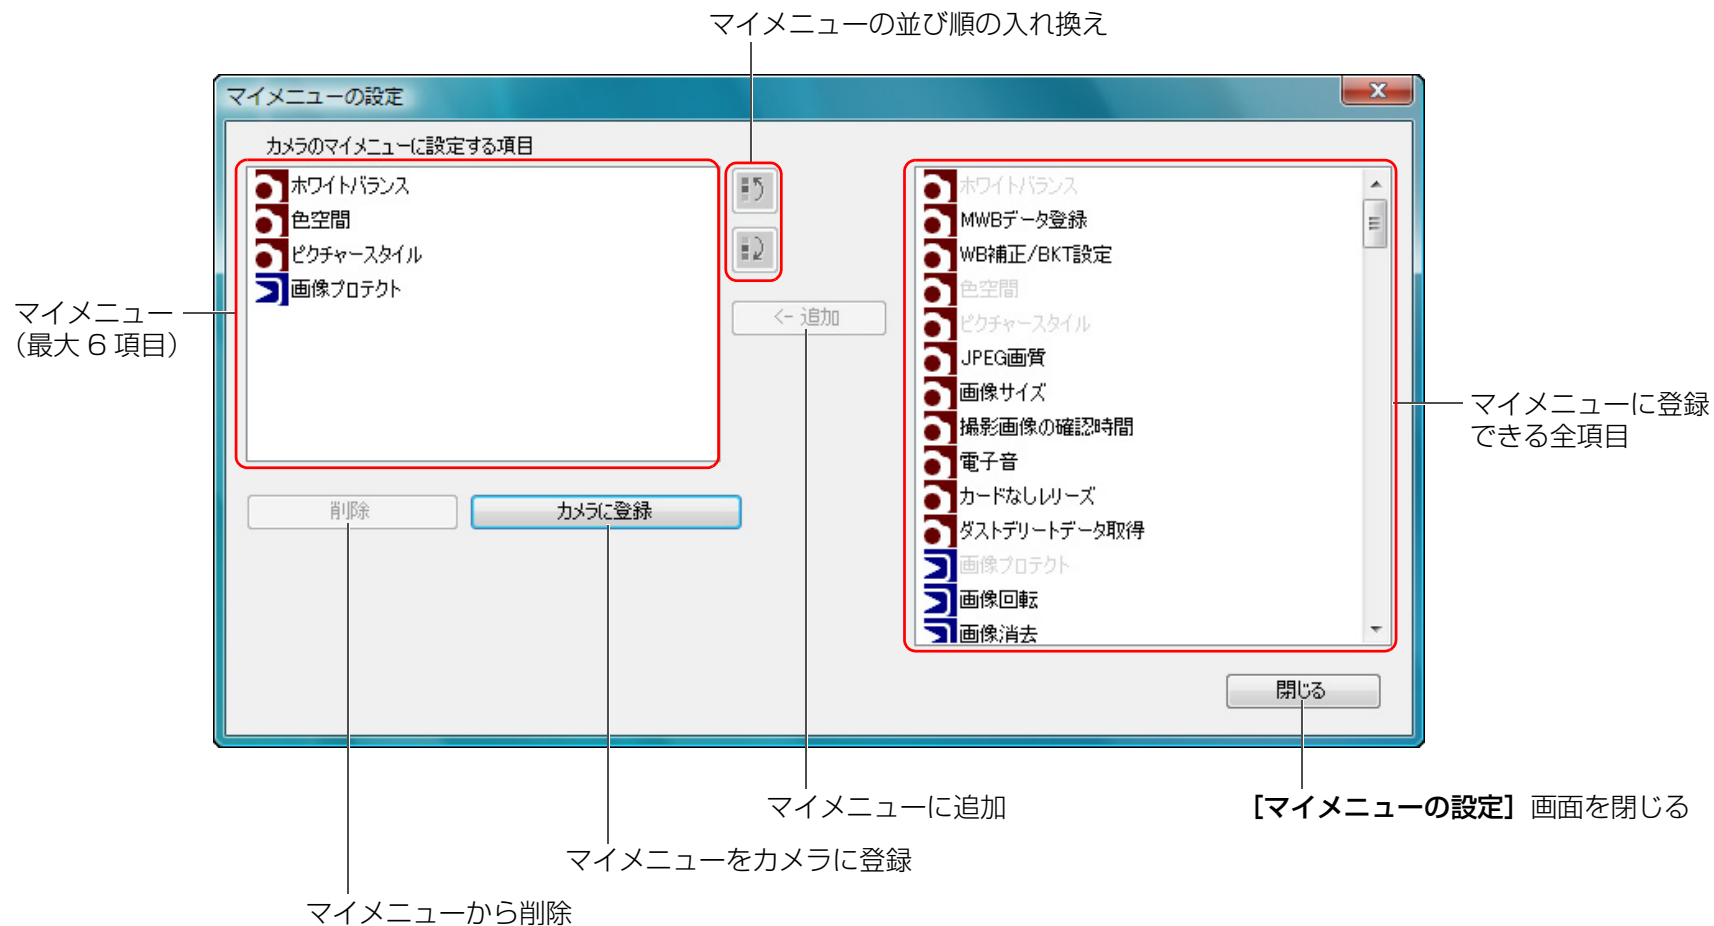 マイメニューの並び順の入れ換え
マイメニューの設定
カメラのマイメニューに設定する項目
ホワイトバランス
色空間
ピクチャースタイル
画像プロテクト
マイメニュー
（最大 6 項目）
<- 追加
ホワイトバランス
MWBデータ登録
WB補正/BKT設定
色空間
ピクチャースタイル
JPEG画質
画像サイズ
撮影画像の確認時間
電子音
カードなしレリーズ
ダストデリートデータ取得
画像プロテクト
画像回転
画像消去
マイメニューに登録
できる全項目
削除
カメラに登録
閉じる
マイメニューに追加
［マイメニューの設定］画面を閉じる
マイメニューをカメラに登録
マイメニューから削除